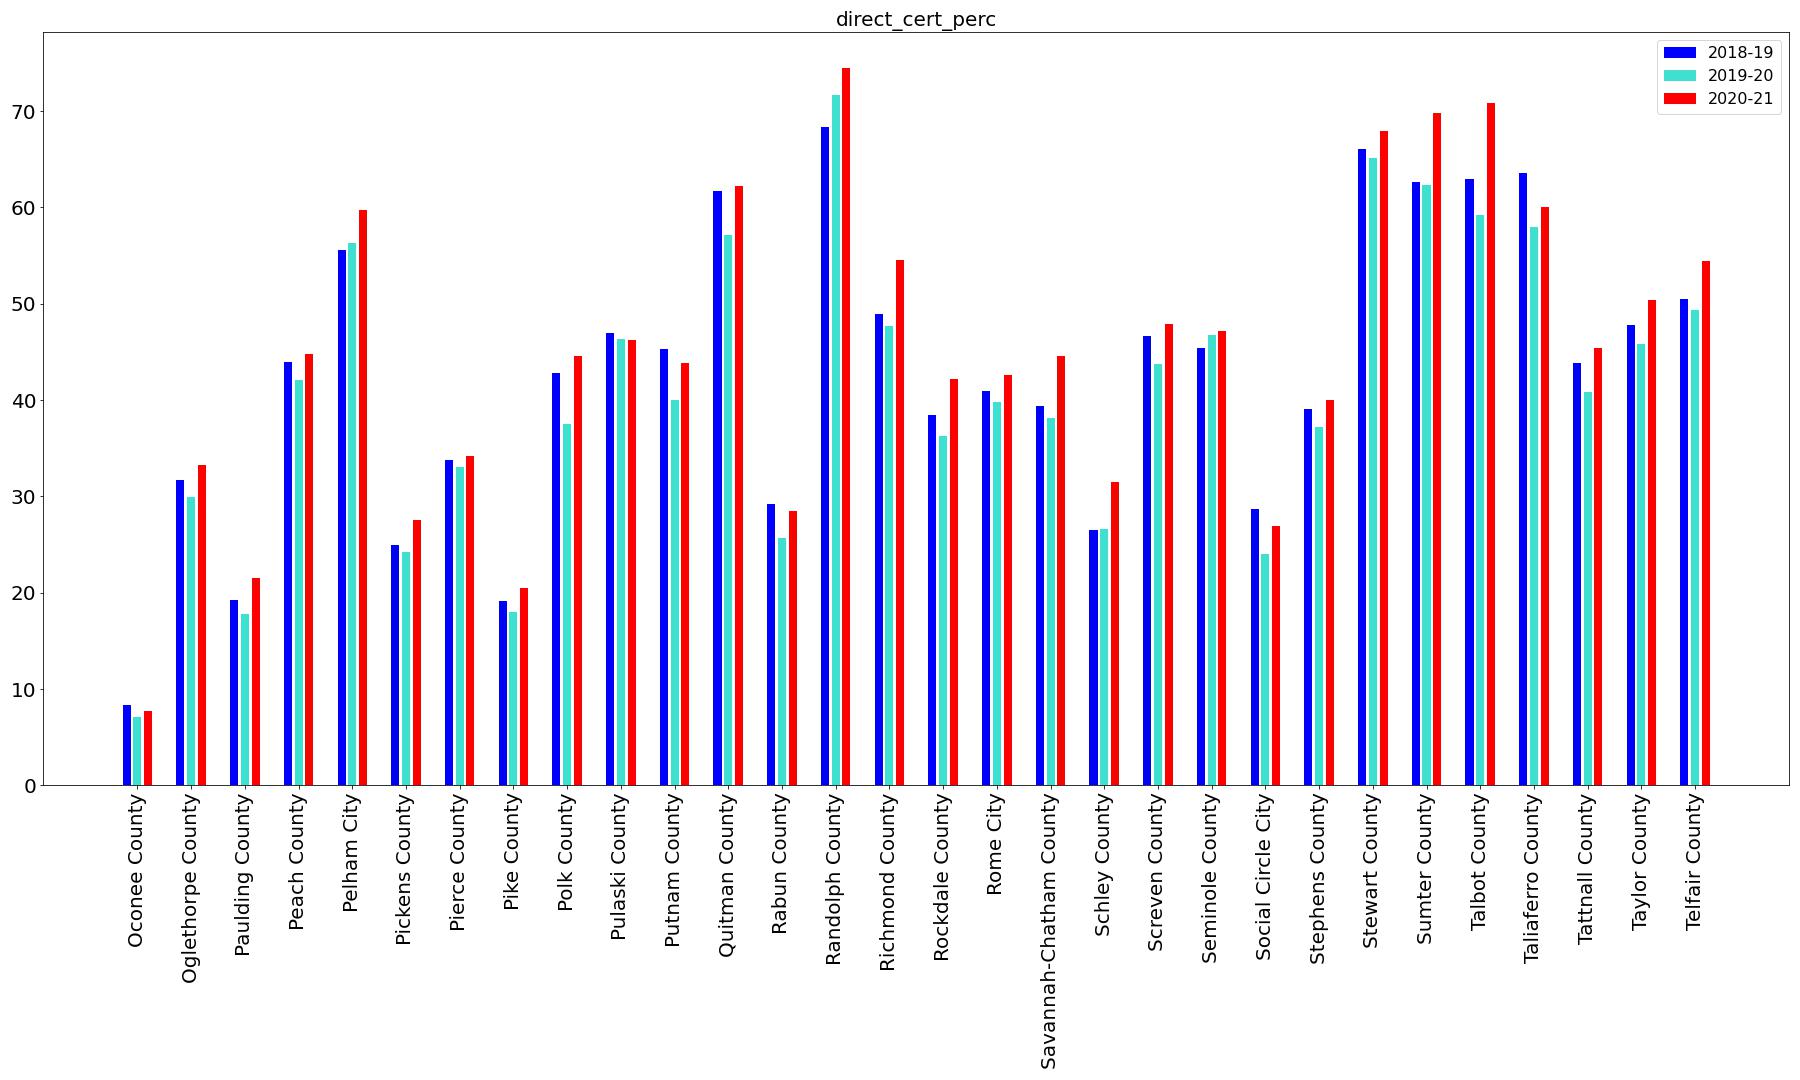 direct_cert_perc
2018-19
2019-20
2020-21
70
60
50
40
30
20
10
0
Oconee County
Oglethorpe County
Paulding County
Peach County
Pelham City
Pickens County
Pierce County
Pike County
Polk County
Pulaski County
Putnam County
Quitman County
Rabun County
Randolph County
Richmond County
Rockdale County
Rome City
Savannah-Chatham County
Schley County
Screven County
Seminole County
Social Circle City
Stephens County
Stewart County
Sumter County
Talbot County
Taliaferro County
Tattnall County
Taylor County
Telfair County